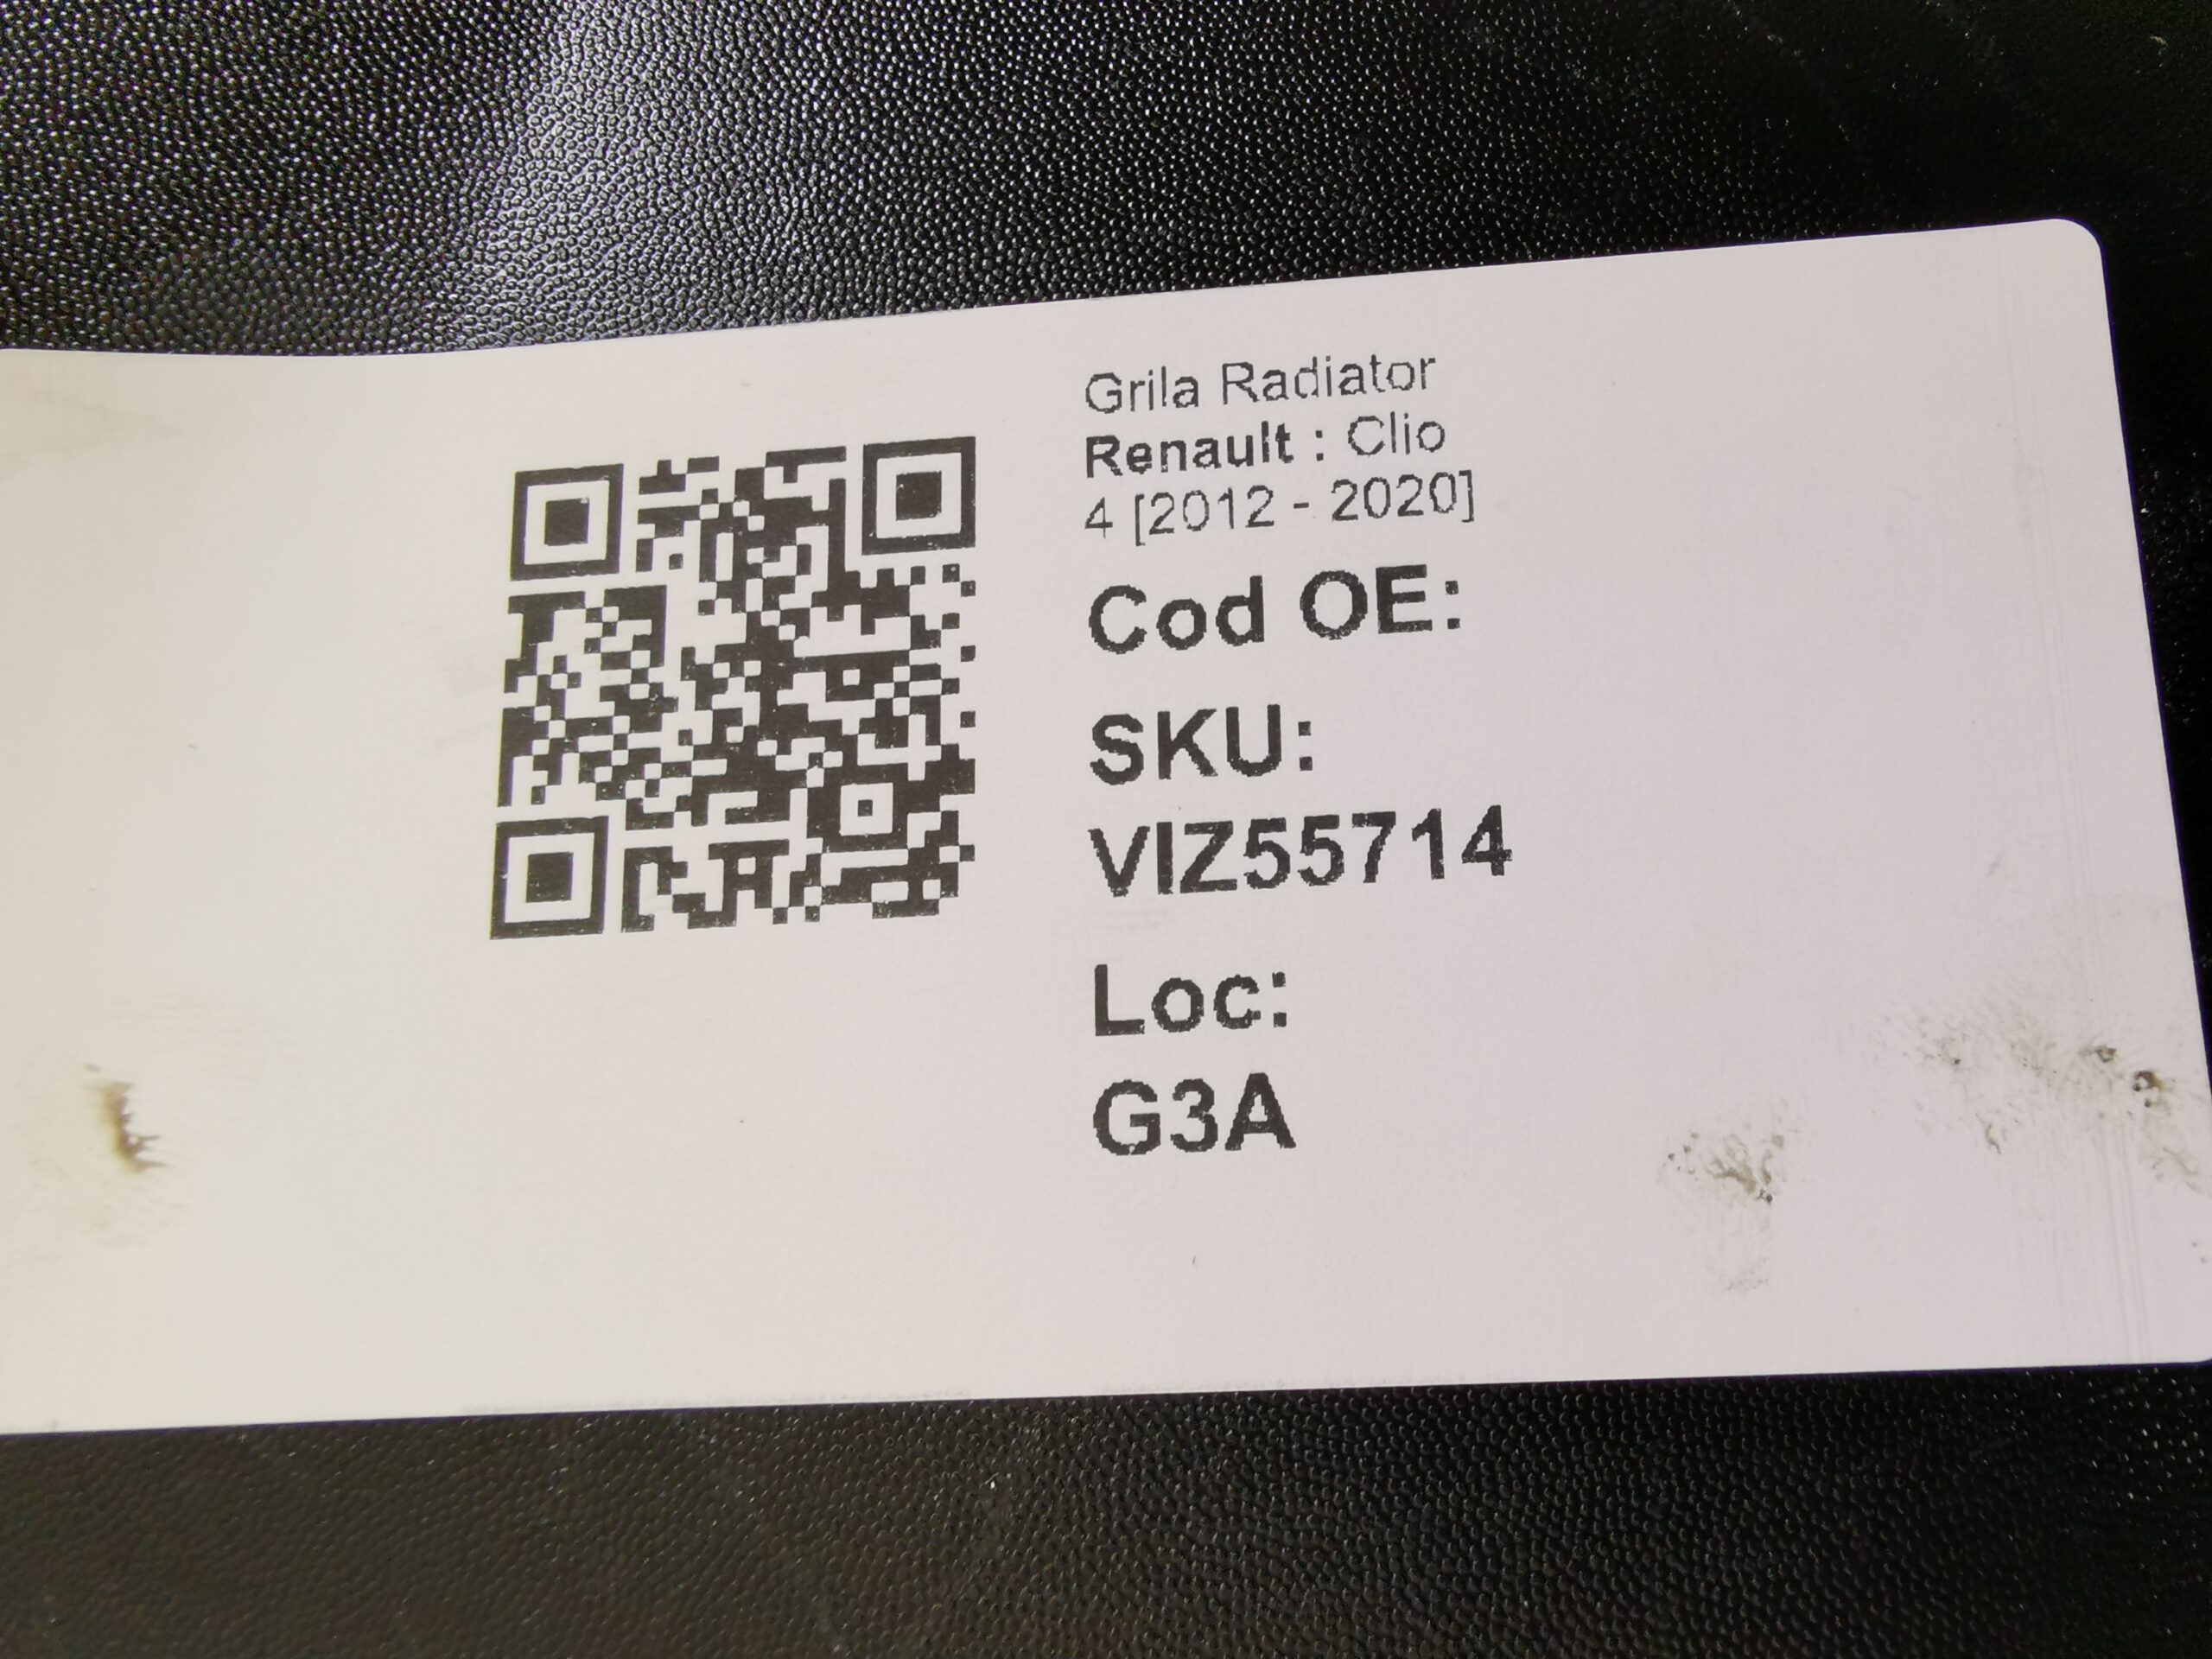 Grila Radiator
Renault : Clio
4 [2012 - 2020]
Cod OE:
SKU:
VIZ55714
Loc:
G3A